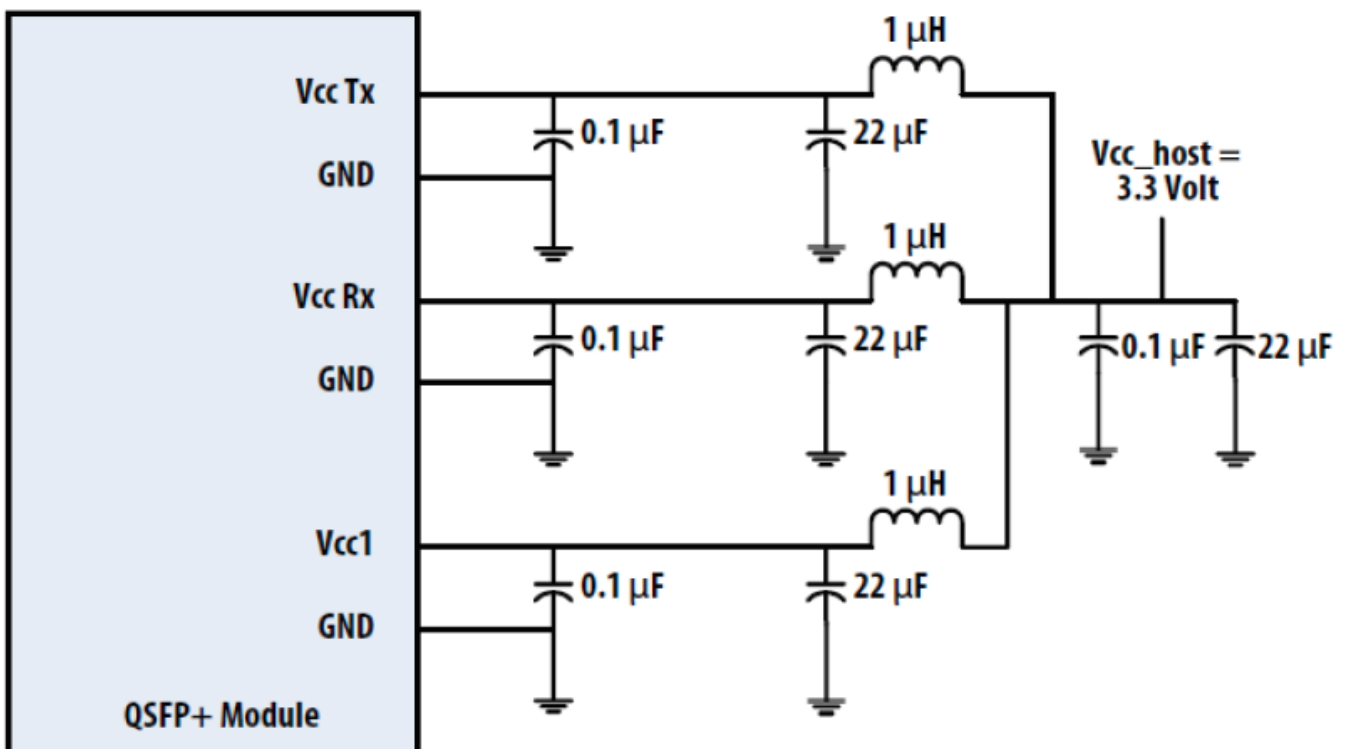 1 µH
Vcc Tx
0.1 µF
22 µF
Vcc_host =
3.3 Volt
GND
1 µH
Vcc Rx
0.1 µF
22 µF
0.1 µF
22 µF
GND
1 µH
Vcc1
0.1 µF
22 µF
GND
QSFP+ Module